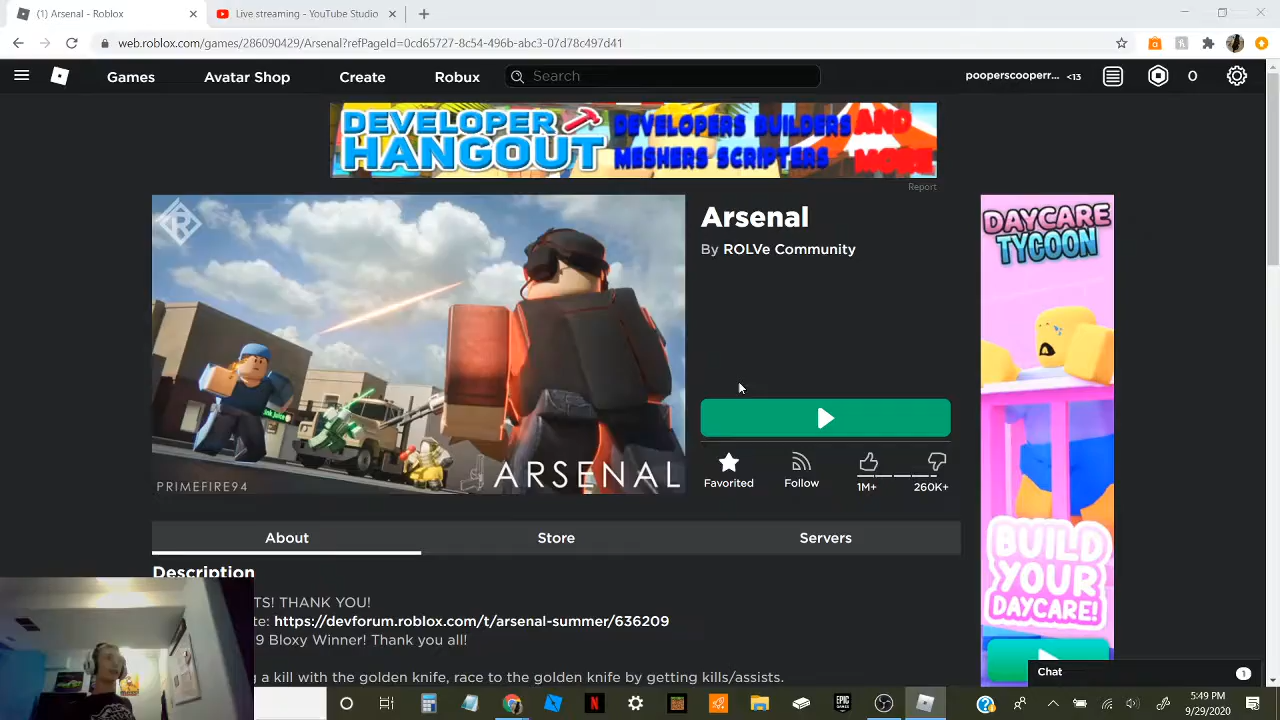 (1) Arsenal - Roblox
Live streaming - YouTube Studio
web.roblox.com/games/286090429/Arsenal?refPageId=0cd65727-8c54-496b-abc3-07d78c497d41
Games
Avatar Shop
Create
Robux
Search
pooperscooperr... <13
0
DEVELOPER HANGOUT
DEVELOPERS BUILDERS AND
MESHERS SCRIPTERS MORE
Report
Arsenal
By ROLVe Community
PRIMEFIRE94
ARSENAL
Favorited
Follow
1M+
260K+
DAYCARE
TYCOON
BUILD
YOUR
DAYCARE!
About
Store
Servers
Description
TS! THANK YOU!
te: https://devforum.roblox.com/t/arsenal-summer/636209
9 Bloxy Winner! Thank you all!
g a kill with the golden knife, race to the golden knife by getting kills/assists.
Chat
1
EPIC
GAMES
5:49 PM
9/29/2020